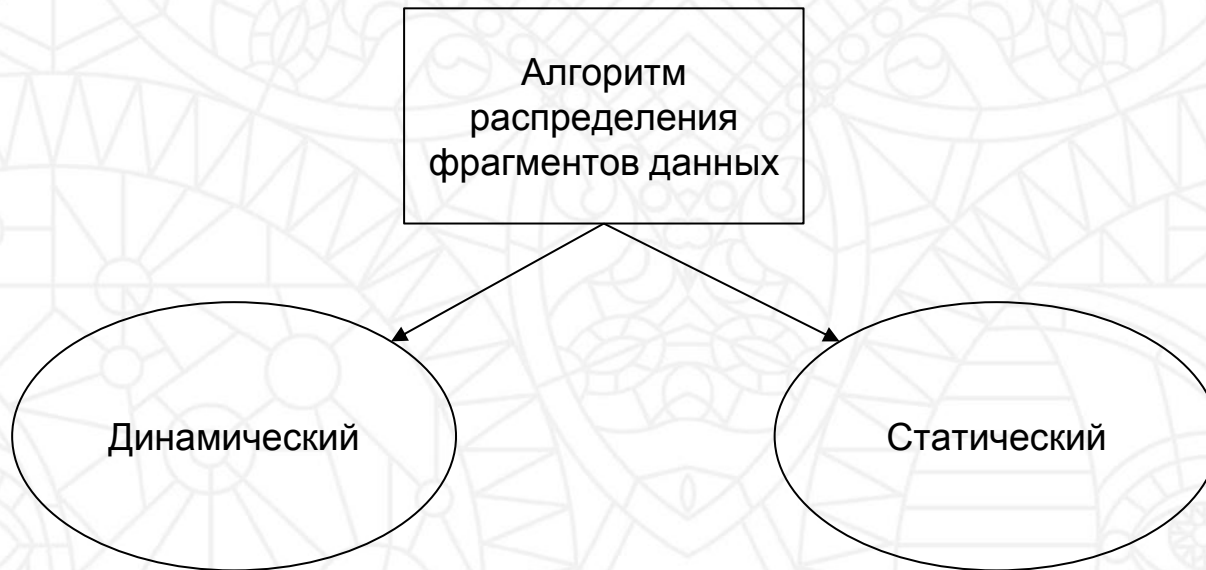 Алгоритм
распределения
фрагментов данных
Динамический
Статический